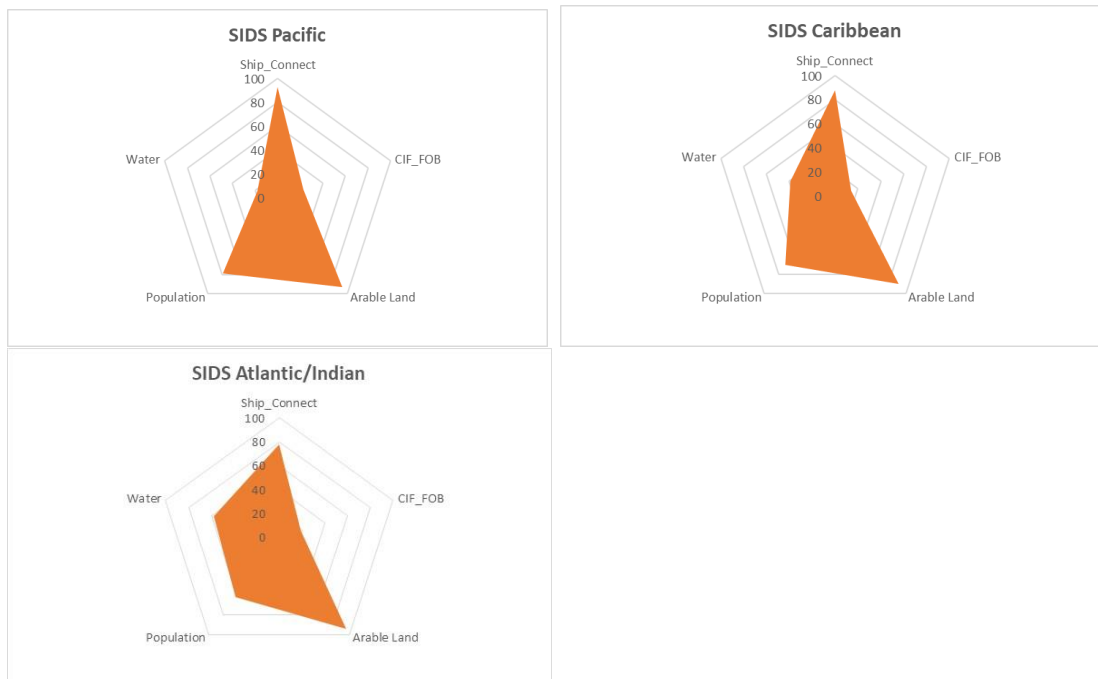 SIDS Pacific
Ship_Connect
100
80
60
40
20
0
Water
CIF_FOB
Population
Arable Land
SIDS Caribbean
Ship_Connect
100
80
60
40
20
0
Water
CIF_FOB
Population
Arable Land
SIDS Atlantic/Indian
Ship_Connect
100
80
60
40
20
0
Water
CIF_FOB
Population
Arable Land